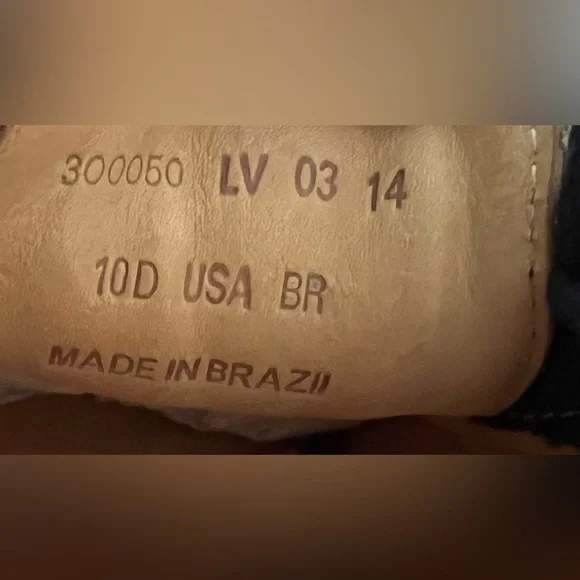 300050 LV 03 14
10D USA BR
MADE IN BRAZIL